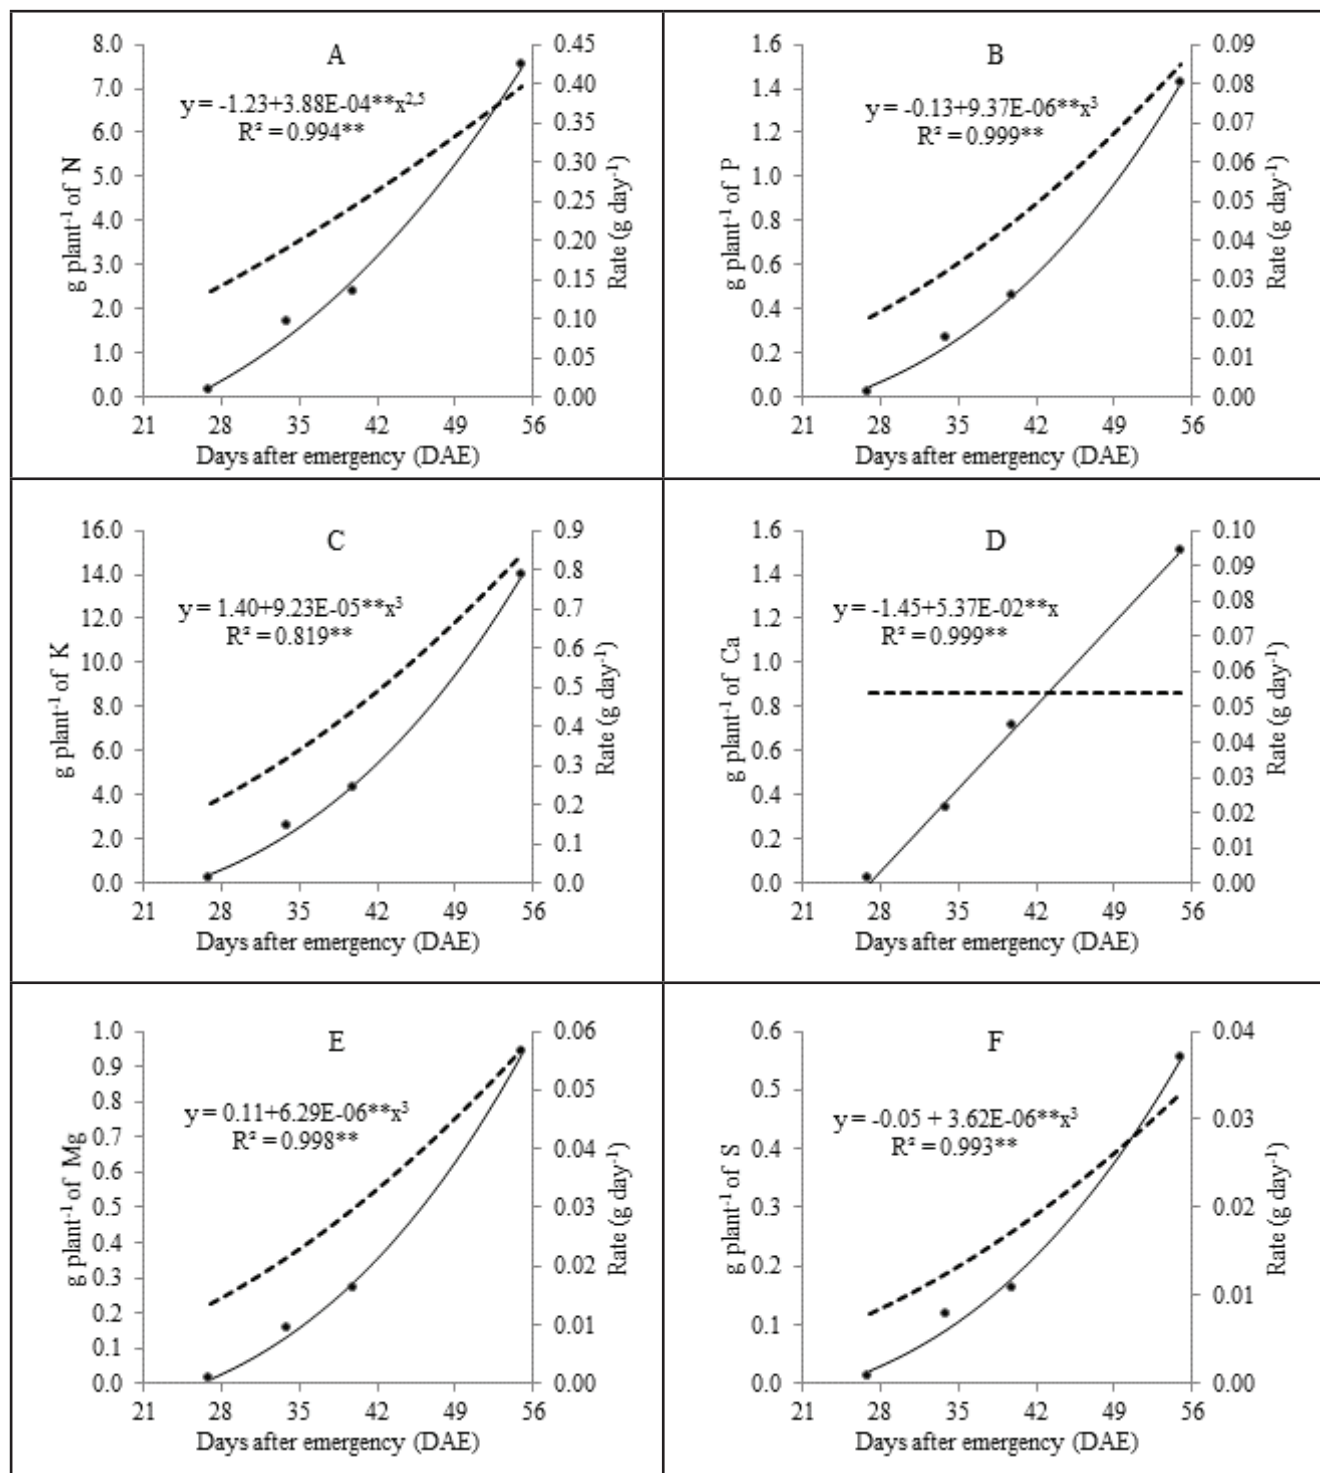 A
y = -1.23+3.88E-04**x^2,5
R² = 0.994**
g plant⁻¹ of N
8.0
7.0
6.0
5.0
4.0
3.0
2.0
1.0
0.0
0.45
0.40
0.35
0.30
0.25
0.20
0.15
0.10
0.05
0.00
Rate (g day⁻¹)
21 28 35 42 49 56
Days after emergency (DAE)
B
y = -0.13+9.37E-06**x³
R² = 0.999**
g plant⁻¹ of P
1.6
1.4
1.2
1.0
0.8
0.6
0.4
0.2
0.0
0.09
0.08
0.07
0.06
0.05
0.04
0.03
0.02
0.01
0.00
Rate (g day⁻¹)
21 28 35 42 49 56
Days after emergency (DAE)
C
y = 1.40+9.23E-05**x³
R² = 0.819**
g plant⁻¹ of K
16.0
14.0
12.0
10.0
8.0
6.0
4.0
2.0
0.0
0.9
0.8
0.7
0.6
0.5
0.4
0.3
0.2
0.1
0.0
Rate (g day⁻¹)
21 28 35 42 49 56
Days after emergency (DAE)
D
y = -1.45+5.37E-02**x
R² = 0.999**
g plant⁻¹ of Ca
1.6
1.4
1.2
1.0
0.8
0.6
0.4
0.2
0.0
0.10
0.09
0.08
0.07
0.06
0.05
0.04
0.03
0.02
0.01
0.00
Rate (g day⁻¹)
21 28 35 42 49 56
Days after emergency (DAE)
E
y = 0.11+6.29E-06**x³
R² = 0.998**
g plant⁻¹ of Mg
1.0
0.9
0.8
0.7
0.6
0.5
0.4
0.3
0.2
0.1
0.0
0.06
0.05
0.04
0.03
0.02
0.01
0.00
Rate (g day⁻¹)
21 28 35 42 49 56
Days after emergency (DAE)
F
y = -0.05 + 3.62E-06**x³
R² = 0.993**
g plant⁻¹ of S
0.6
0.5
0.4
0.3
0.2
0.1
0.0
0.04
0.03
0.02
0.01
0.00
Rate (g day⁻¹)
21 28 35 42 49 56
Days after emergency (DAE)